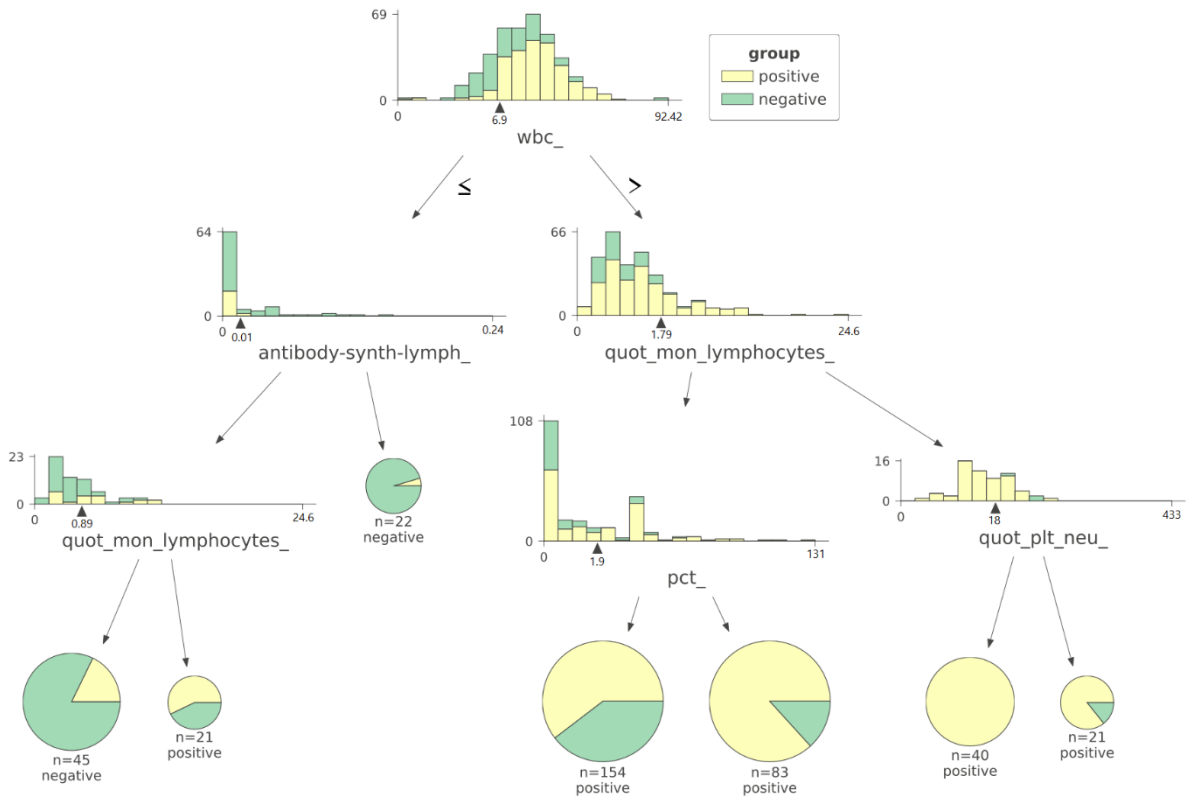 69
0
0
6.9
92.42
wbc_
group
positive
negative
≤
>
64
0
0
0.01
0.24
antibody-synth-lymph_
66
0
0
1.79
24.6
quot_mon_lymphocytes_
23
0
0
0.89
24.6
quot_mon_lymphocytes_
n=22
negative
108
0
0
1.9
131
pct_
16
0
0
18
433
quot_plt_neu_
n=45
negative
n=21
positive
n=154
positive
n=83
positive
n=40
positive
n=21
positive